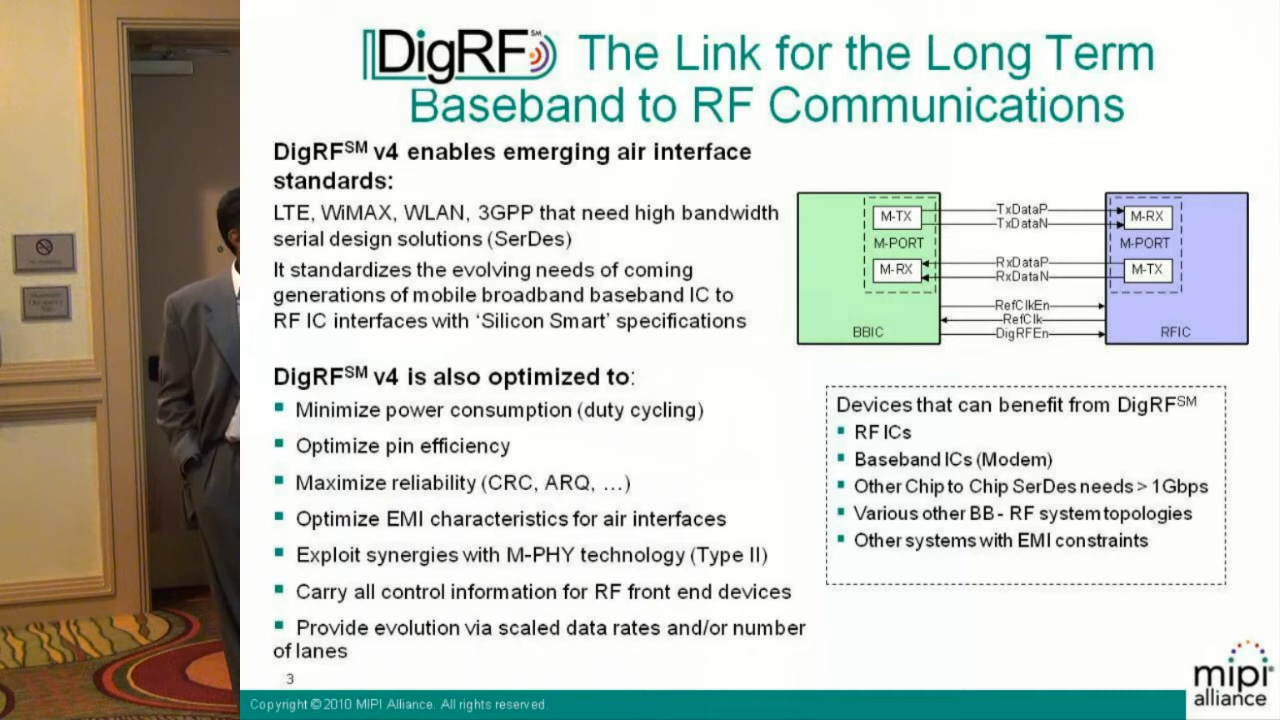 DigRF SM The Link for the Long Term
Baseband to RF Communications
DigRF SM v4 enables emerging air interface
standards:
LTE, WiMAX, WLAN, 3GPP that need high bandwidth
serial design solutions (SerDes)
It standardizes the evolving needs of coming
generations of mobile broadband baseband IC to
RF IC interfaces with ‘Silicon Smart’ specifications
M-TX
M-PORT
M-RX
BBIC
TxDataP
TxDataN
RxDataP
RxDataN
RefClkEn
RefClk
DigRFEn
M-RX
M-PORT
M-TX
RFIC
DigRF SM v4 is also optimized to:
Minimize power consumption (duty cycling)
Optimize pin efficiency
Maximize reliability (CRC, ARQ, …)
Optimize EMI characteristics for air interfaces
Exploit synergies with M-PHY technology (Type II)
Carry all control information for RF front end devices
Provide evolution via scaled data rates and/or number
of lanes
Devices that can benefit from DigRF SM
RF ICs
Baseband ICs (Modem)
Other Chip to Chip SerDes needs > 1Gbps
Various other BB - RF system topologies
Other systems with EMI constraints
3
Copyright © 2010 MIPI Alliance. All rights reserved.
mipi
alliance